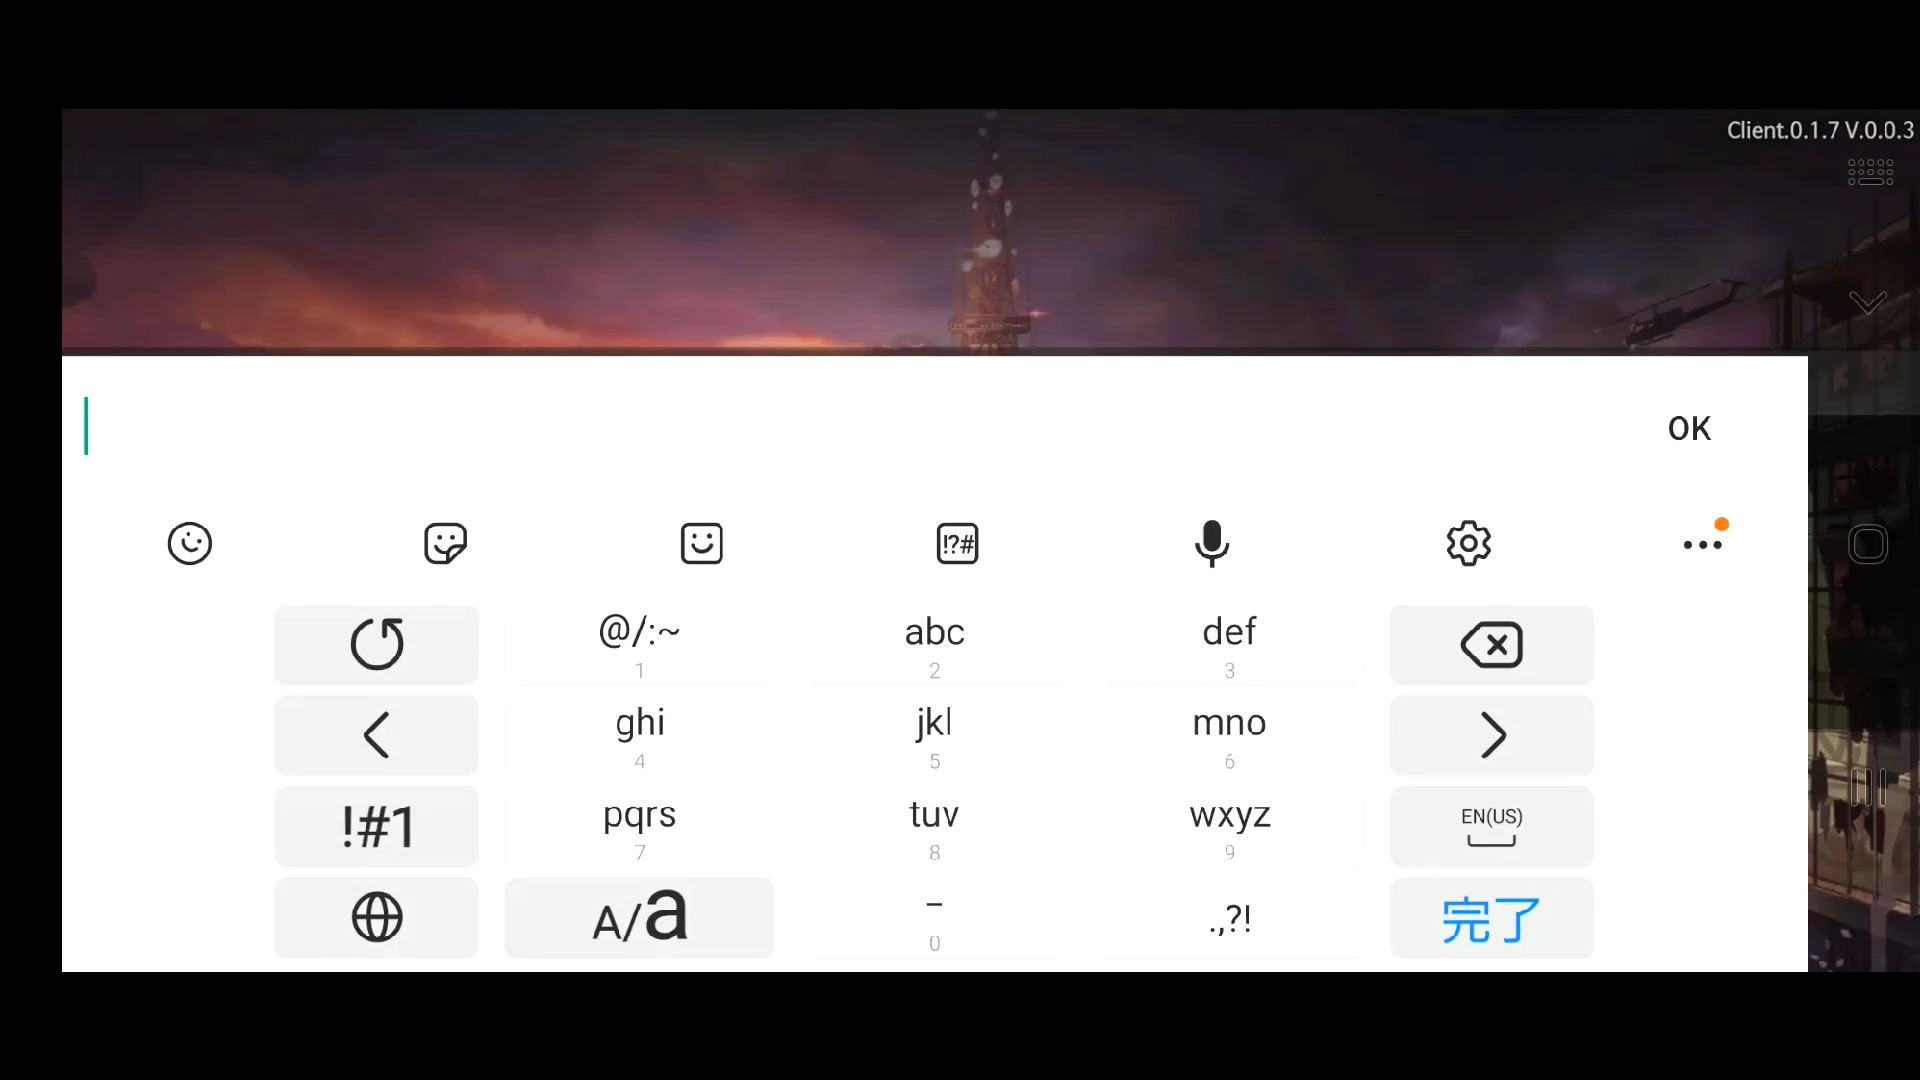 Client.0.1.7 V.0.0.3
OK
!?#
@/:~
1
abc
2
def
3
ghi
4
jkl
5
mno
6
!#1
pqrs
7
tuv
8
wxyz
9
EN(US)
A/a
–
0
.,?!
完了